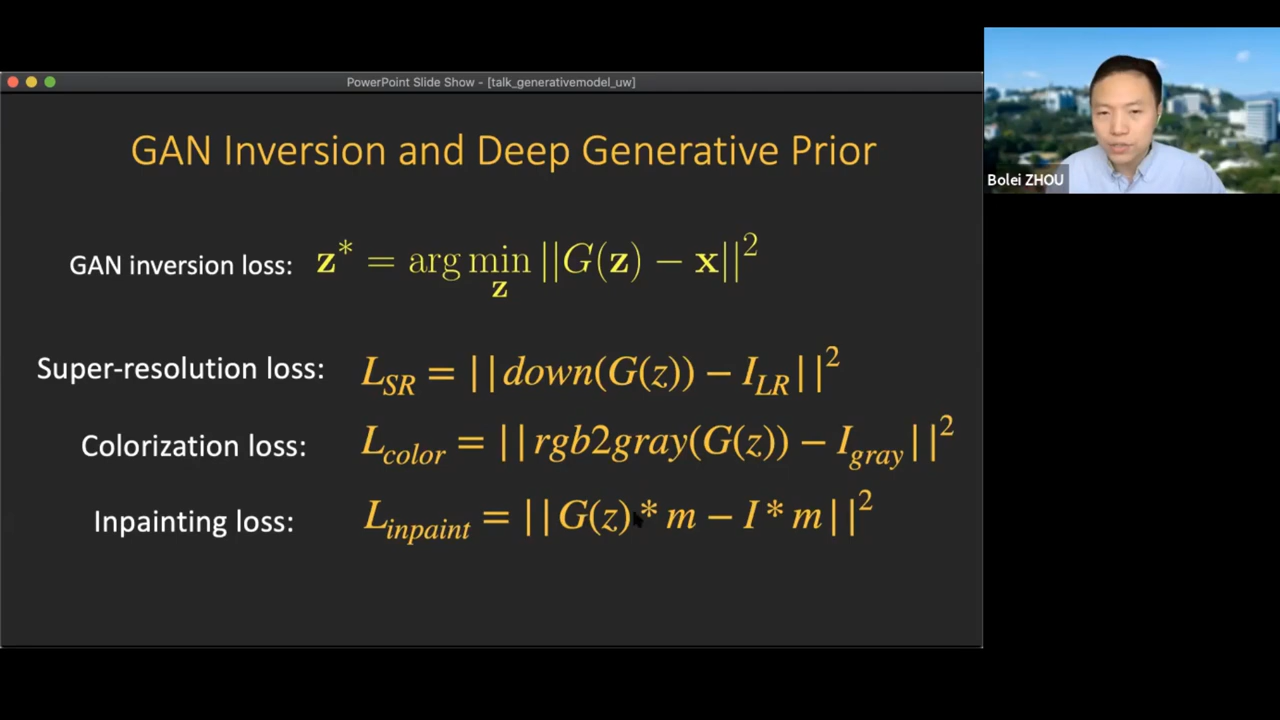 PowerPoint Slide Show - [talk_generativemodel_uw]
GAN Inversion and Deep Generative Prior
GAN inversion loss: z* = arg min_z ||G(z) − x||²
Super-resolution loss: L_SR = ||down(G(z)) − I_LR||²
Colorization loss: L_color = ||rgb2gray(G(z)) − I_gray||²
Inpainting loss: L_inpaint = ||G(z) * m − I * m||²
Bolei ZHOU